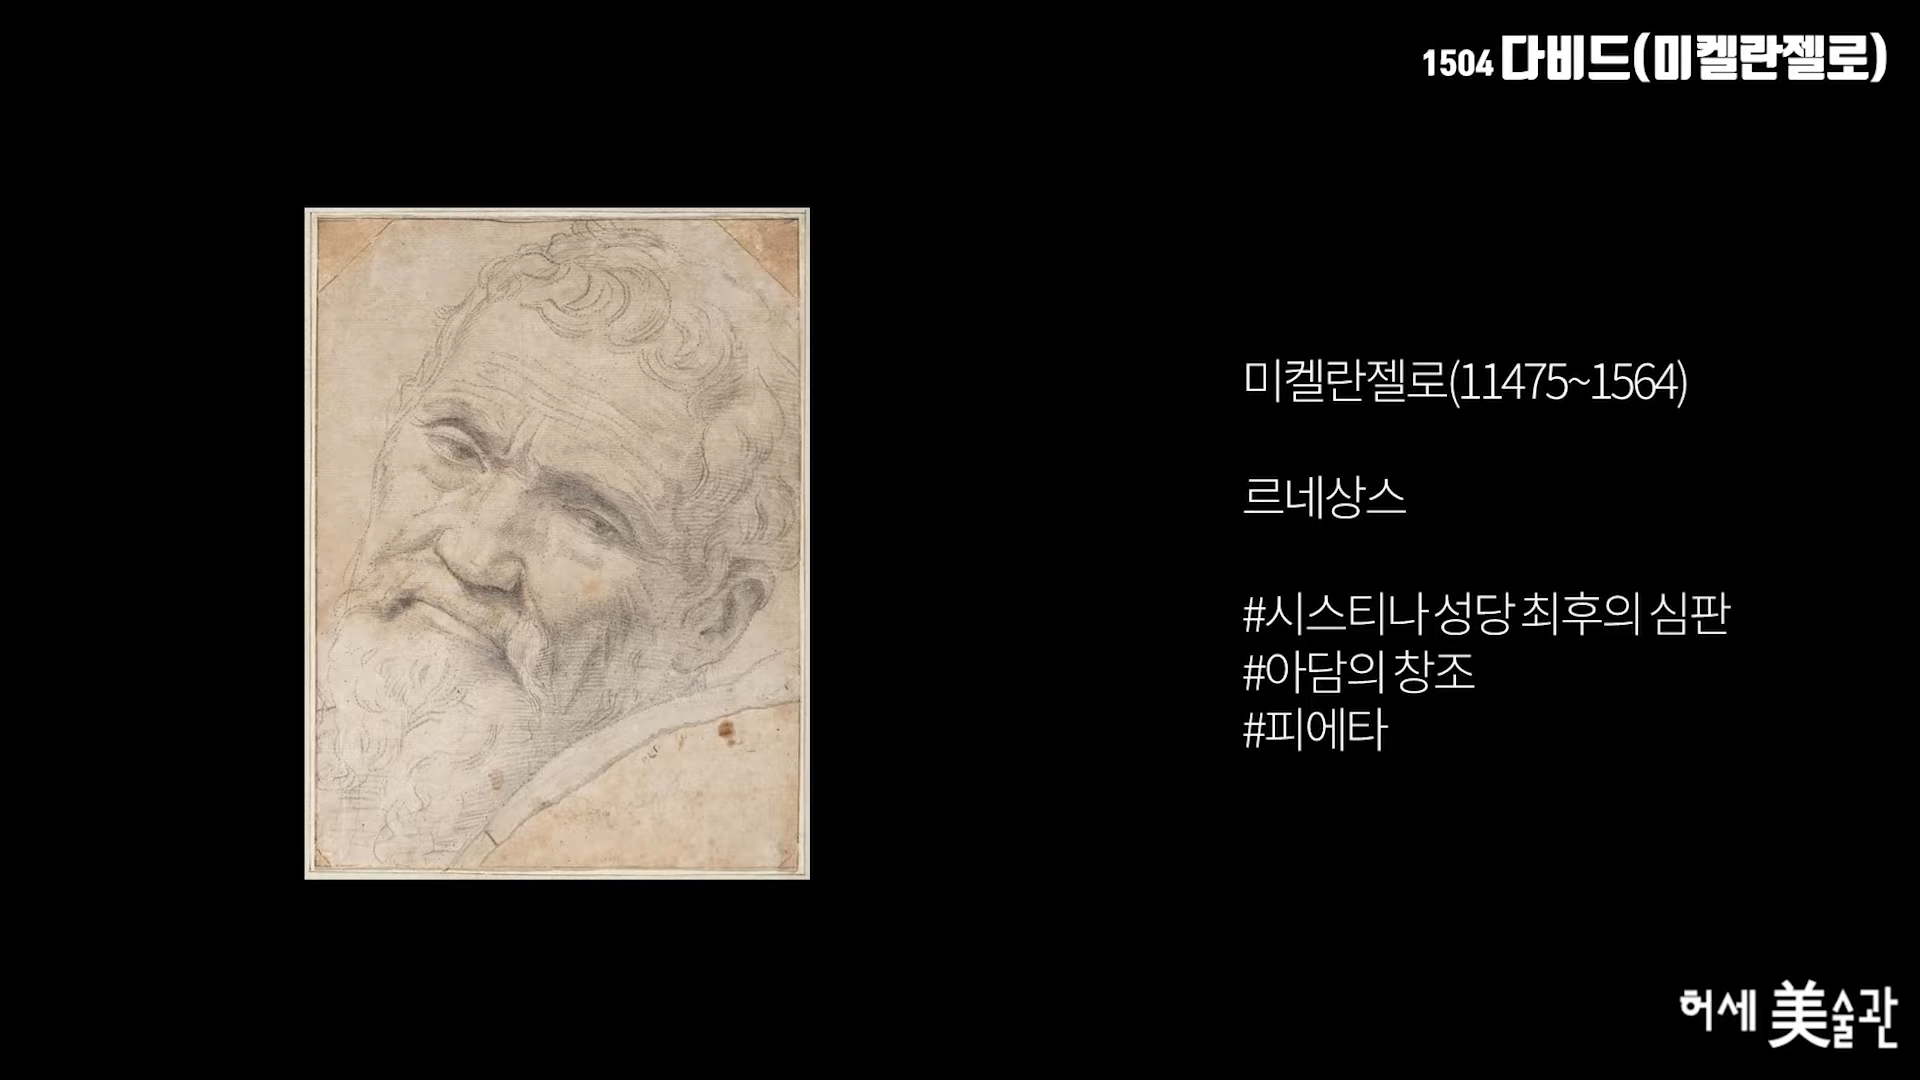 1504 다비드(미켈란젤로)
미켈란젤로(11475~1564)
르네상스
#시스티나 성당 최후의 심판
#아담의 창조
#피에타
허세 美술관